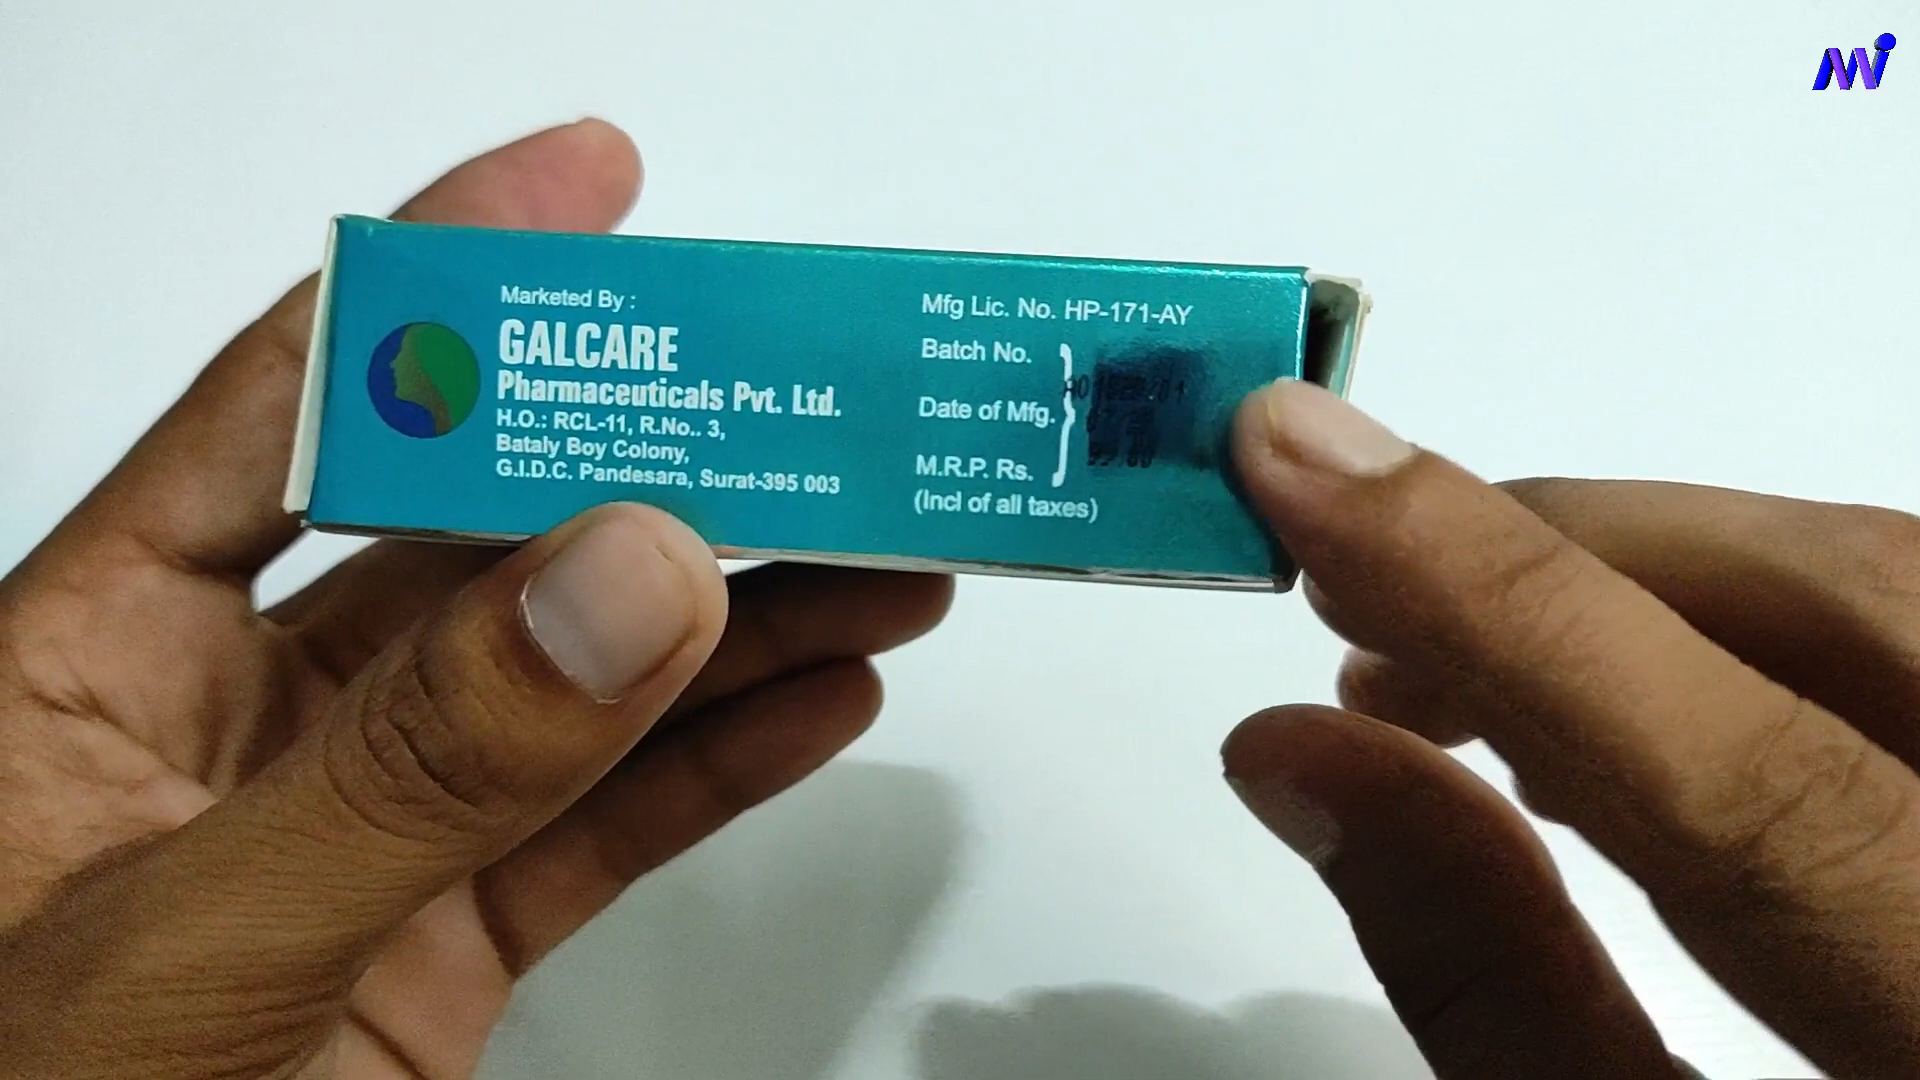 Marketed By :
GALCARE
Pharmaceuticals Pvt. Ltd.
H.O.: RCL-11, R.No.. 3,
Bataly Boy Colony,
G.I.D.C. Pandesara, Surat-395 003
Mfg Lic. No. HP-171-AY
Batch No.
Date of Mfg.
M.R.P. Rs.
(Incl of all taxes)